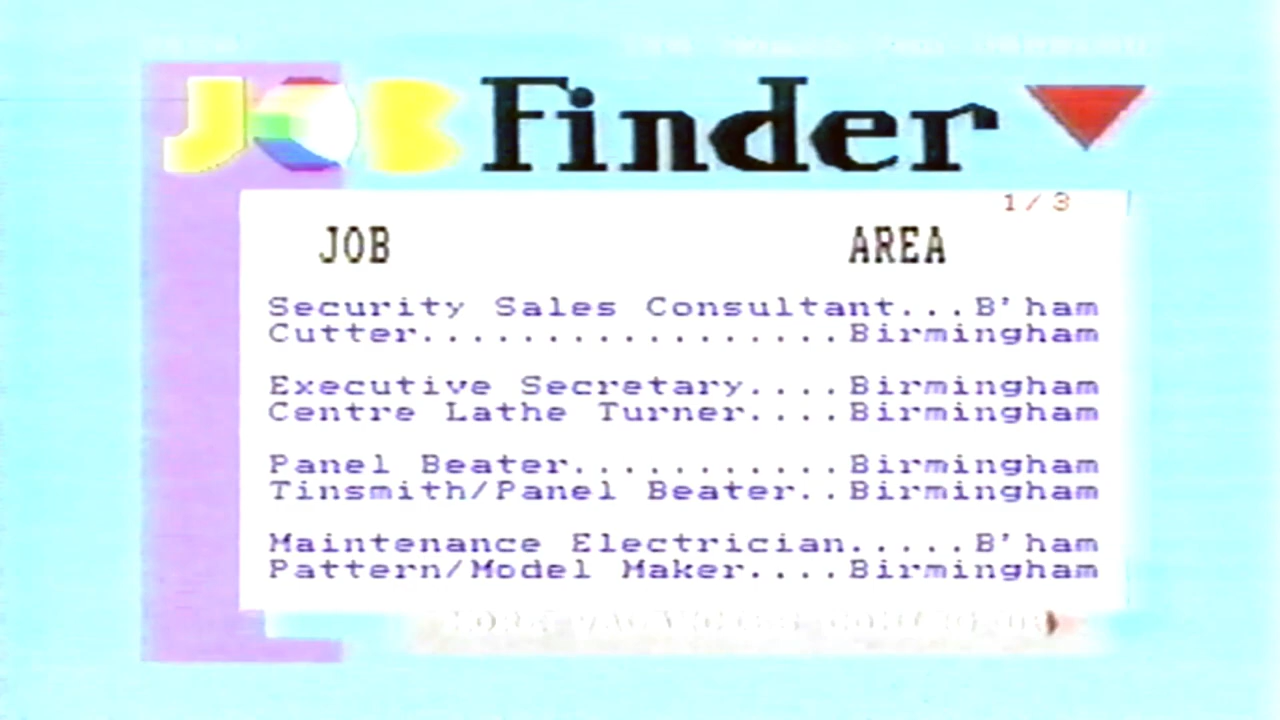 JOB Finder
1/3
JOB AREA
Security Sales Consultant...B'ham
Cutter.................Birmingham
Executive Secretary....Birmingham
Centre Lathe Turner....Birmingham
Panel Beater...........Birmingham
Tinsmith/Panel Beater..Birmingham
Maintenance Electrician.....B'ham
Pattern/Model Maker....Birmingham